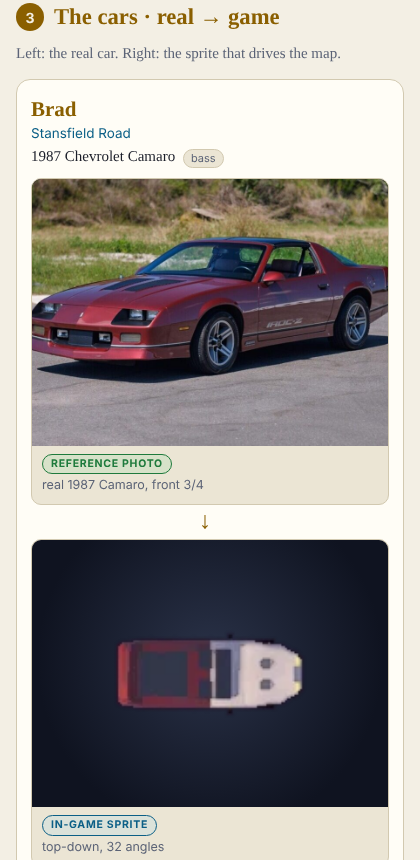 3 The cars · real → game
Left: the real car. Right: the sprite that drives the map.
Brad
Stansfield Road
1987 Chevrolet Camaro bass
IROC-Z
REFERENCE PHOTO
real 1987 Camaro, front 3/4
↓
IN-GAME SPRITE
top-down, 32 angles